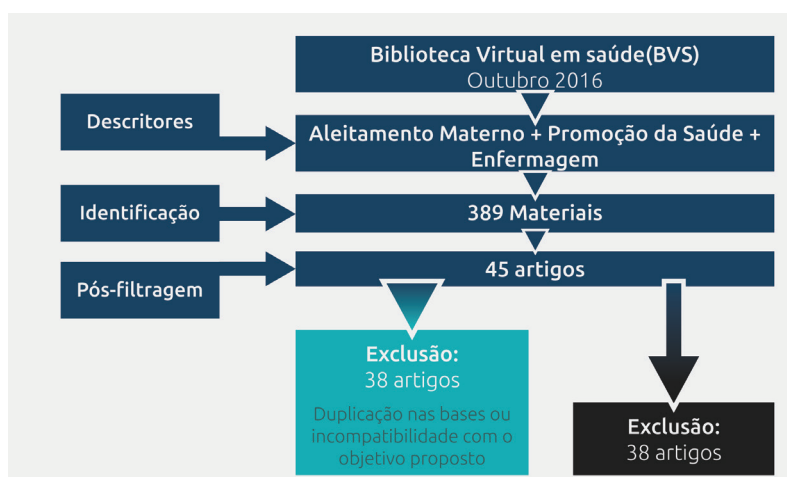 Biblioteca Virtual em saúde(BVS)
Outubro 2016
Descritores
Aleitamento Materno + Promoção da Saúde +
Enfermagem
Identificação
389 Materiais
Pós-filtragem
45 artigos
Exclusão:
38 artigos
Duplicação nas bases ou
incompatibilidade com o
objetivo proposto
Exclusão:
38 artigos